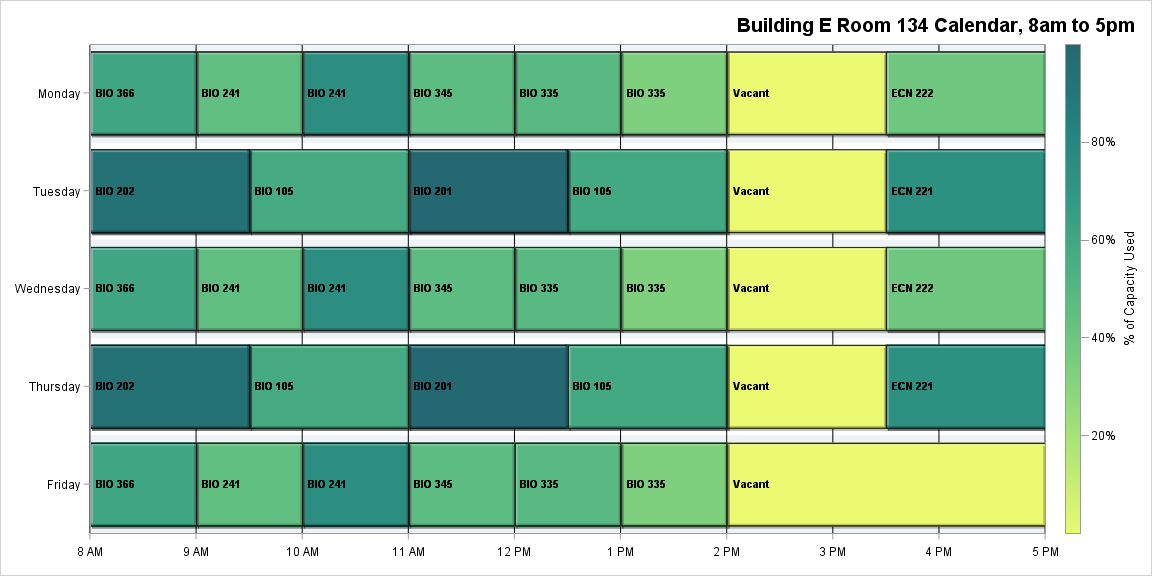 Building E Room 134 Calendar, 8am to 5pm
Monday BIO 366 BIO 241 BIO 241 BIO 345 BIO 335 BIO 335 Vacant ECN 222
80%
Tuesday BIO 202 BIO 105 BIO 201 BIO 105 Vacant ECN 221
60%
% of Capacity Used
Wednesday BIO 366 BIO 241 BIO 241 BIO 345 BIO 335 BIO 335 Vacant ECN 222
40%
Thursday BIO 202 BIO 105 BIO 201 BIO 105 Vacant ECN 221
20%
Friday BIO 366 BIO 241 BIO 241 BIO 345 BIO 335 BIO 335 Vacant
8 AM 9 AM 10 AM 11 AM 12 PM 1 PM 2 PM 3 PM 4 PM 5 PM